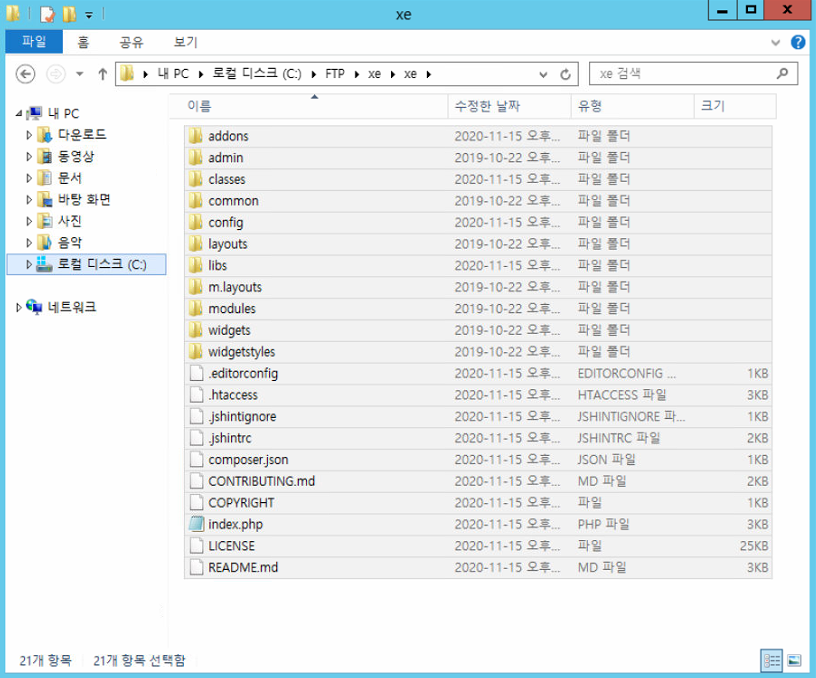 xe
파일 홈 공유 보기
내 PC 로컬 디스크 (C:) FTP xe xe
xe 검색
내 PC
다운로드
동영상
문서
바탕 화면
사진
음악
로컬 디스크 (C:)
네트워크
이름 수정한 날짜 유형 크기
addons 2020-11-15 오후... 파일 폴더
admin 2019-10-22 오후... 파일 폴더
classes 2020-11-15 오후... 파일 폴더
common 2019-10-22 오후... 파일 폴더
config 2020-11-15 오후... 파일 폴더
layouts 2019-10-22 오후... 파일 폴더
libs 2020-11-15 오후... 파일 폴더
m.layouts 2019-10-22 오후... 파일 폴더
modules 2019-10-22 오후... 파일 폴더
widgets 2019-10-22 오후... 파일 폴더
widgetstyles 2019-10-22 오후... 파일 폴더
.editorconfig 2020-11-15 오후... EDITORCONFIG ... 1KB
.htaccess 2020-11-15 오후... HTACCESS 파일 3KB
.jshintignore 2020-11-15 오후... JSHINTIGNORE 파... 1KB
.jshintrc 2020-11-15 오후... JSHINTRC 파일 2KB
composer.json 2020-11-15 오후... JSON 파일 1KB
CONTRIBUTING.md 2020-11-15 오후... MD 파일 2KB
COPYRIGHT 2020-11-15 오후... 파일 1KB
index.php 2020-11-15 오후... PHP 파일 3KB
LICENSE 2020-11-15 오후... 파일 25KB
README.md 2020-11-15 오후... MD 파일 3KB
21개 항목 21개 항목 선택함